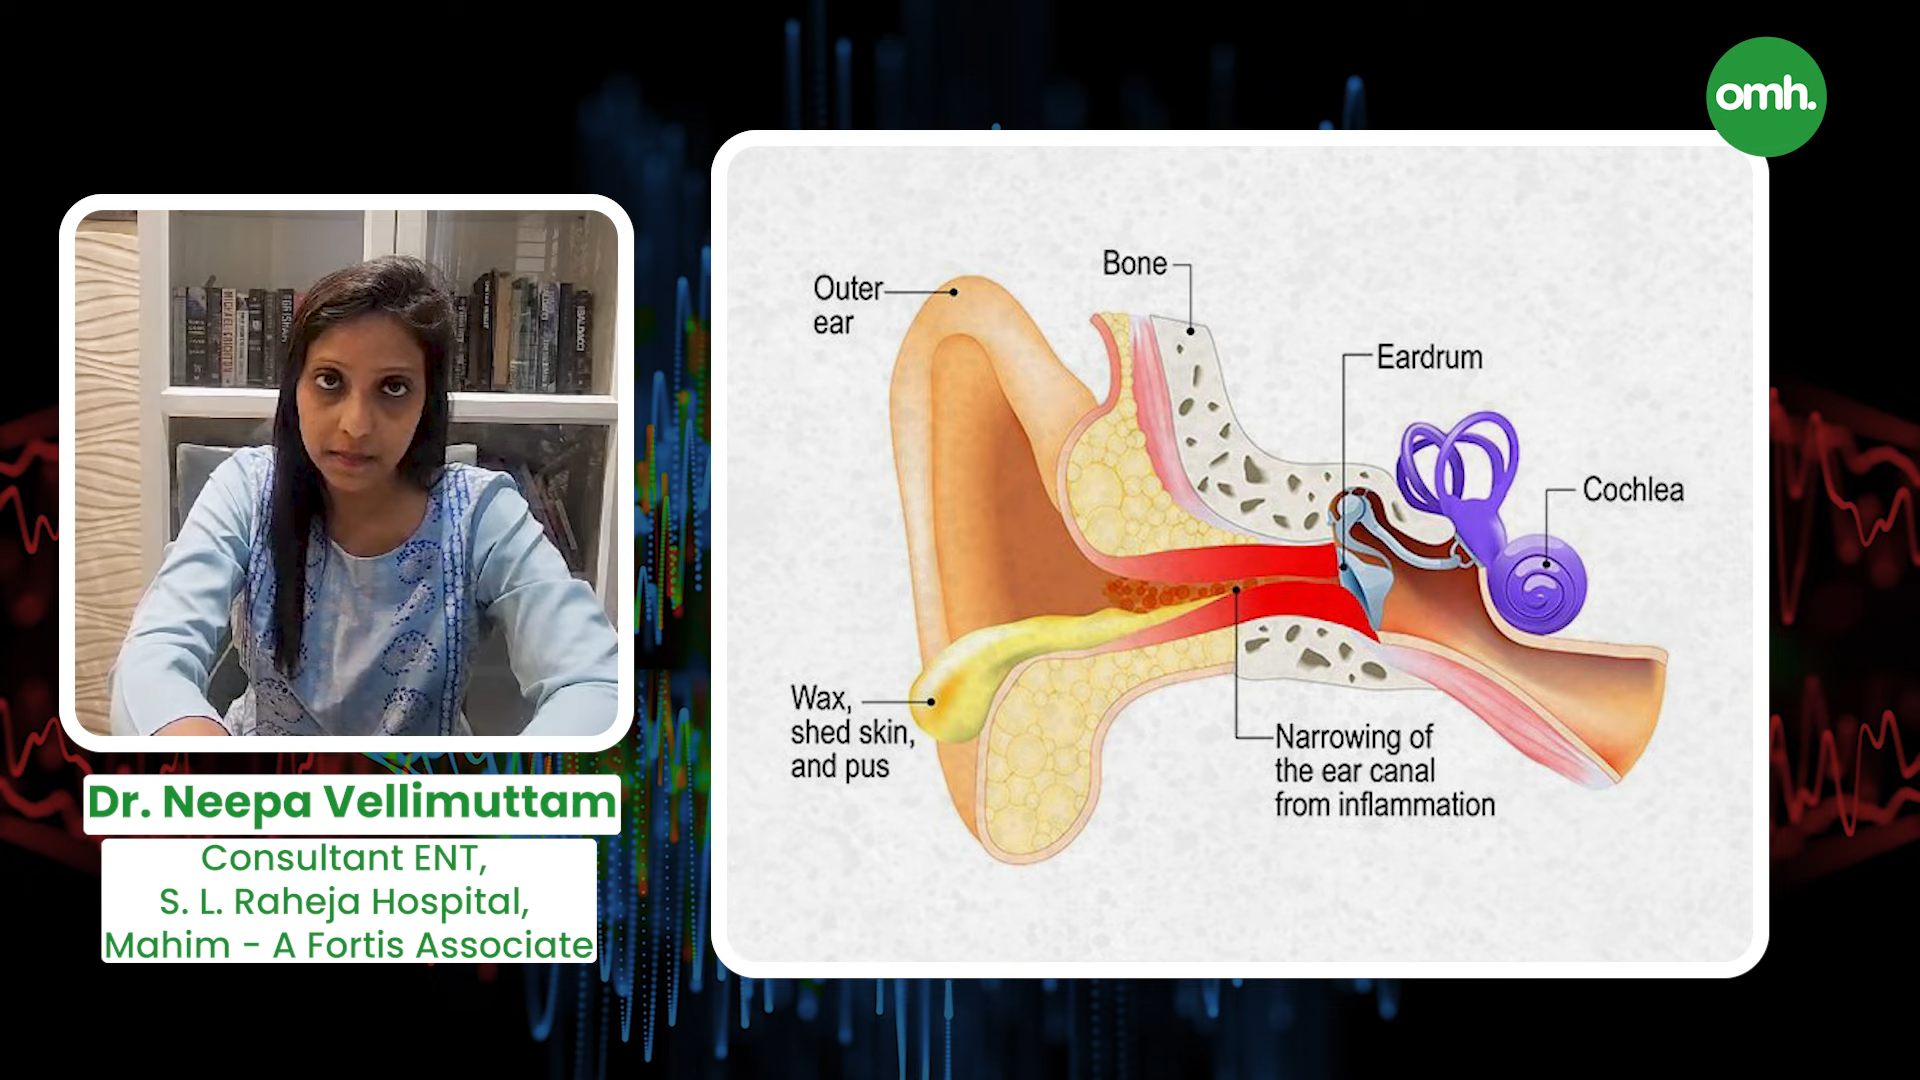 omh.
Outer
ear
Bone
Eardrum
Cochlea
Wax,
shed skin,
and pus
Narrowing of
the ear canal
from inflammation
Dr. Neepa Vellimuttam
Consultant ENT,
S. L. Raheja Hospital,
Mahim - A Fortis Associate